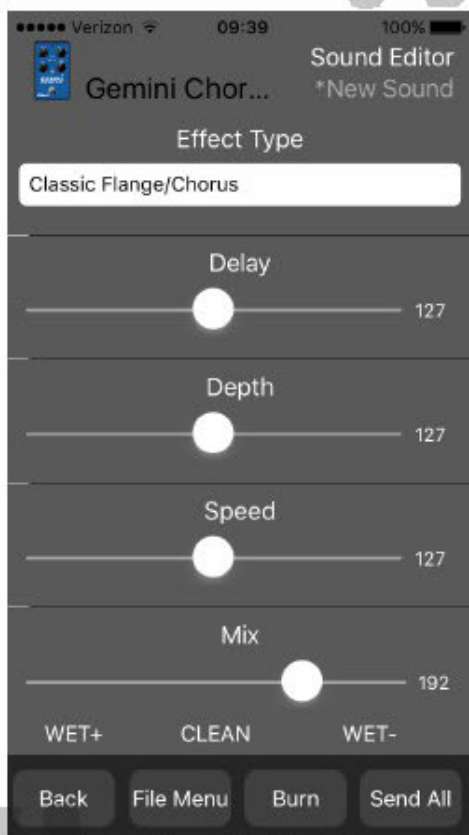 Verizon 09:39 100%
Sound Editor
Gemini Chor... *New Sound
Effect Type
Classic Flange/Chorus
Delay
127
Depth
127
Speed
127
Mix
192
WET+ CLEAN WET-
Back File Menu Burn Send All